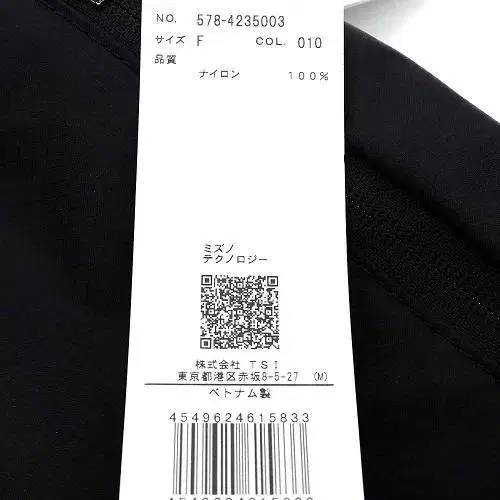 NO. 578-4235003
サイズ F COL. 010
品質
ナイロン 100%
ミズノ
テクノロジー
株式会社 TSI
東京都港区赤坂8-5-27 (M)
ベトナム製
4549624615833
4549624615833